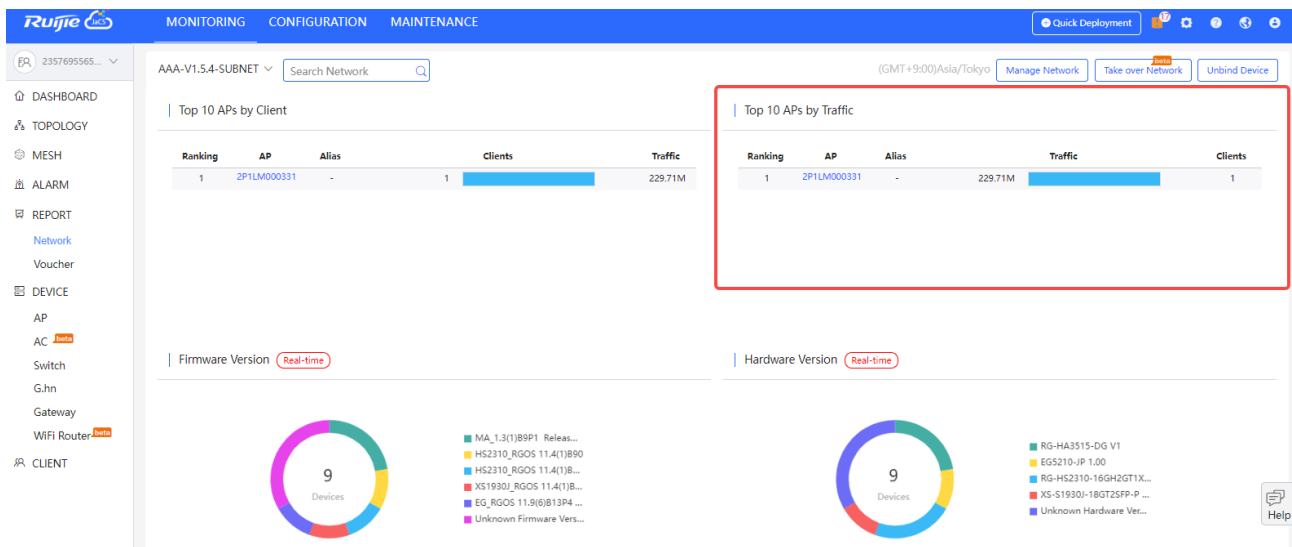 Ruijie JaCS MONITORING CONFIGURATION MAINTENANCE Quick Deployment 17
2357695565...
AAA-V1.5.4-SUBNET Search Network (GMT+9:00)Asia/Tokyo Manage Network Take over Network beta Unbind Device
DASHBOARD
TOPOLOGY
MESH
ALARM
REPORT
Network
Voucher
DEVICE
AP
AC beta
Switch
G.hn
Gateway
WiFi Router beta
CLIENT
Top 10 APs by Client
Ranking AP Alias Clients Traffic
1 2P1LM000331 - 1 229.71M
Top 10 APs by Traffic
Ranking AP Alias Traffic Clients
1 2P1LM000331 - 229.71M 1
Firmware Version Real-time
9
Devices
MA_1.3(1)B9P1 Releas...
HS2310_RGOS 11.4(1)B90
HS2310_RGOS 11.4(1)B...
XS1930J_RGOS 11.4(1)B...
EG_RGOS 11.9(6)B13P4 ...
Unknown Firmware Vers...
Hardware Version Real-time
9
Devices
RG-HA3515-DG V1
EG5210-JP 1.00
RG-HS2310-16GH2GT1X...
XS-S1930J-18GT2SFP-P ...
Unknown Hardware Ver...
Help